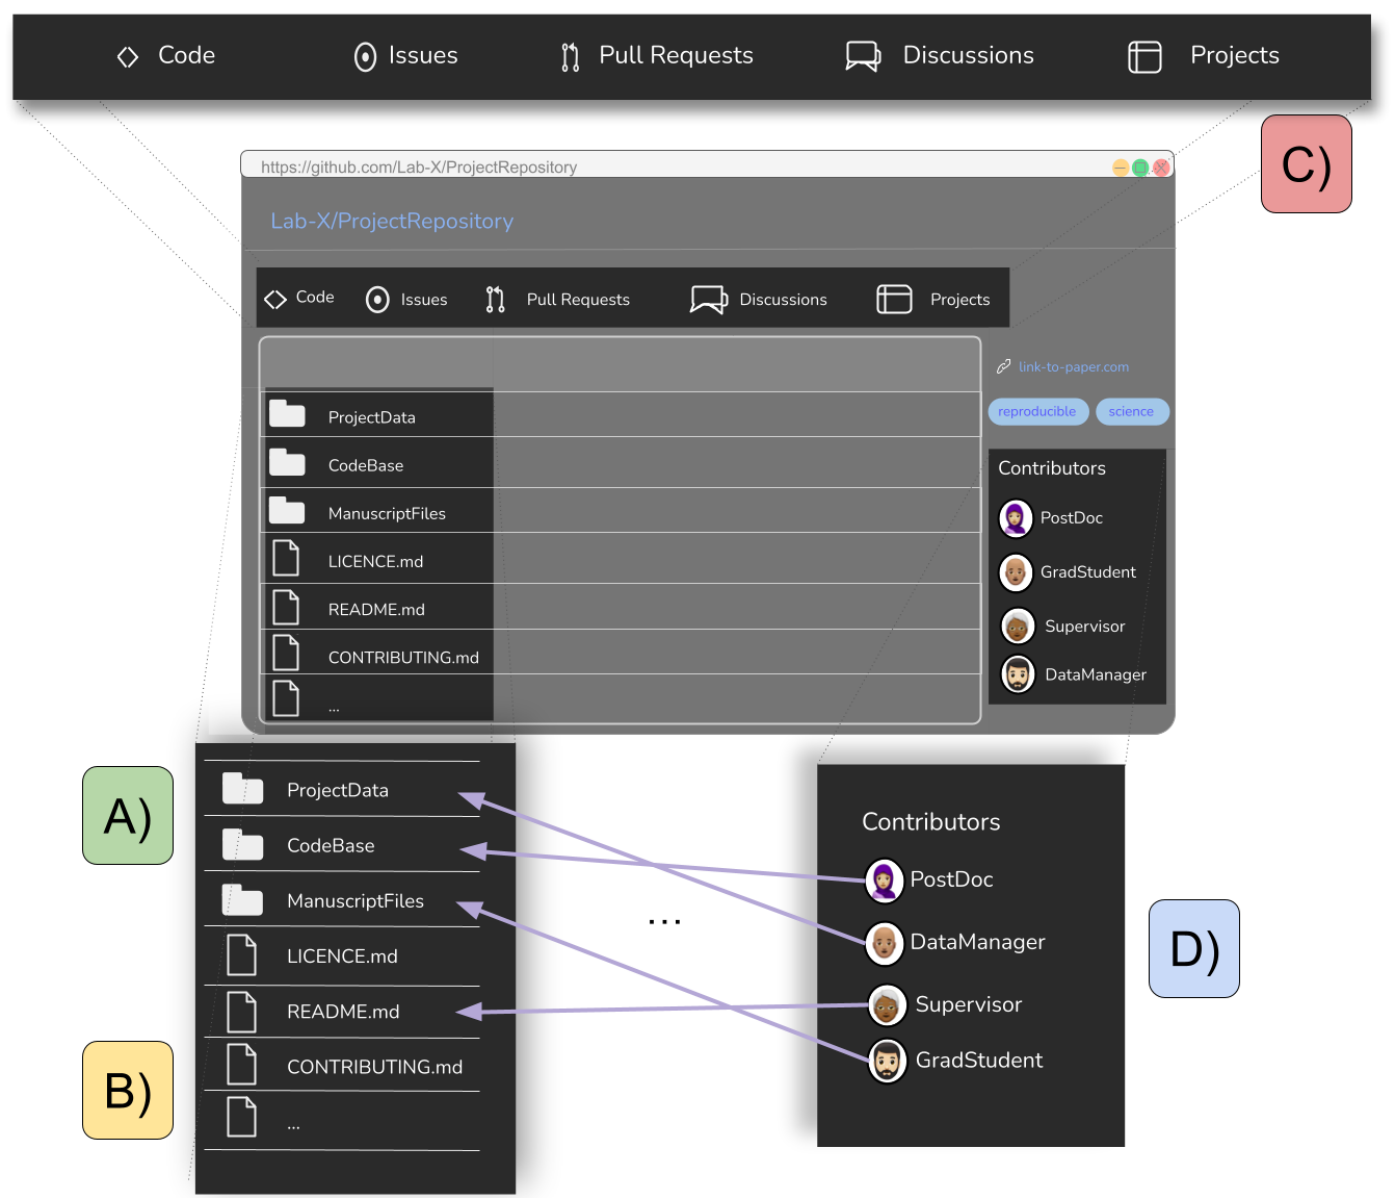 Code Issues Pull Requests Discussions Projects
C)
https://github.com/Lab-X/ProjectRepository
Lab-X/ProjectRepository
Code Issues Pull Requests Discussions Projects
link-to-paper.com
reproducible science
ProjectData
CodeBase
ManuscriptFiles
LICENCE.md
README.md
CONTRIBUTING.md
...
Contributors
PostDoc
GradStudent
Supervisor
DataManager
A)
B)
ProjectData
CodeBase
ManuscriptFiles
LICENCE.md
README.md
CONTRIBUTING.md
...
...
Contributors
PostDoc
DataManager
Supervisor
GradStudent
D)